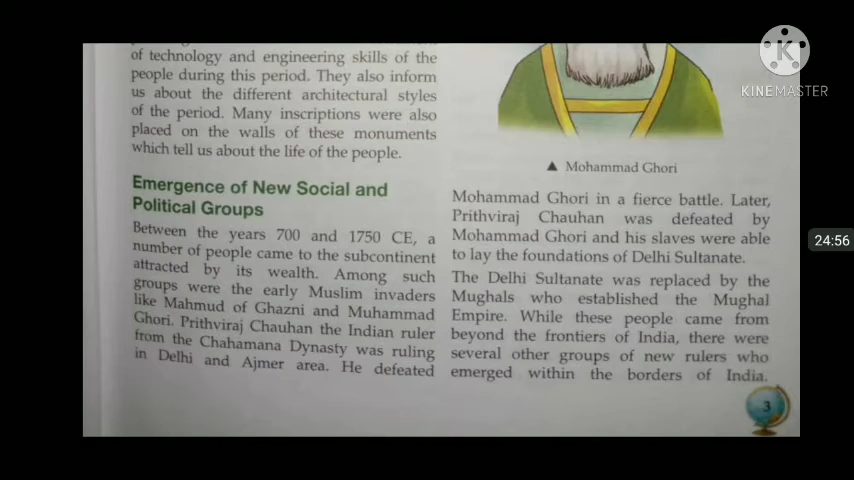 of technology and engineering skills of the
people during this period. They also inform
us about the different architectural styles
of the period. Many inscriptions were also
placed on the walls of these monuments
which tell us about the life of the people.
Emergence of New Social and
Political Groups
Between the years 700 and 1750 CE, a
number of people came to the subcontinent
attracted by its wealth. Among such
groups were the early Muslim invaders
like Mahmud of Ghazni and Muhammad
Ghori. Prithviraj Chauhan the Indian ruler
from the Chahamana Dynasty was ruling
in Delhi and Ajmer area. He defeated
▲ Mohammad Ghori
Mohammad Ghori in a fierce battle. Later,
Prithviraj Chauhan was defeated by
Mohammad Ghori and his slaves were able
to lay the foundations of Delhi Sultanate.
The Delhi Sultanate was replaced by the
Mughals who established the Mughal
Empire. While these people came from
beyond the frontiers of India, there were
several other groups of new rulers who
emerged within the borders of India.
3
K
KINEMASTER
24:56